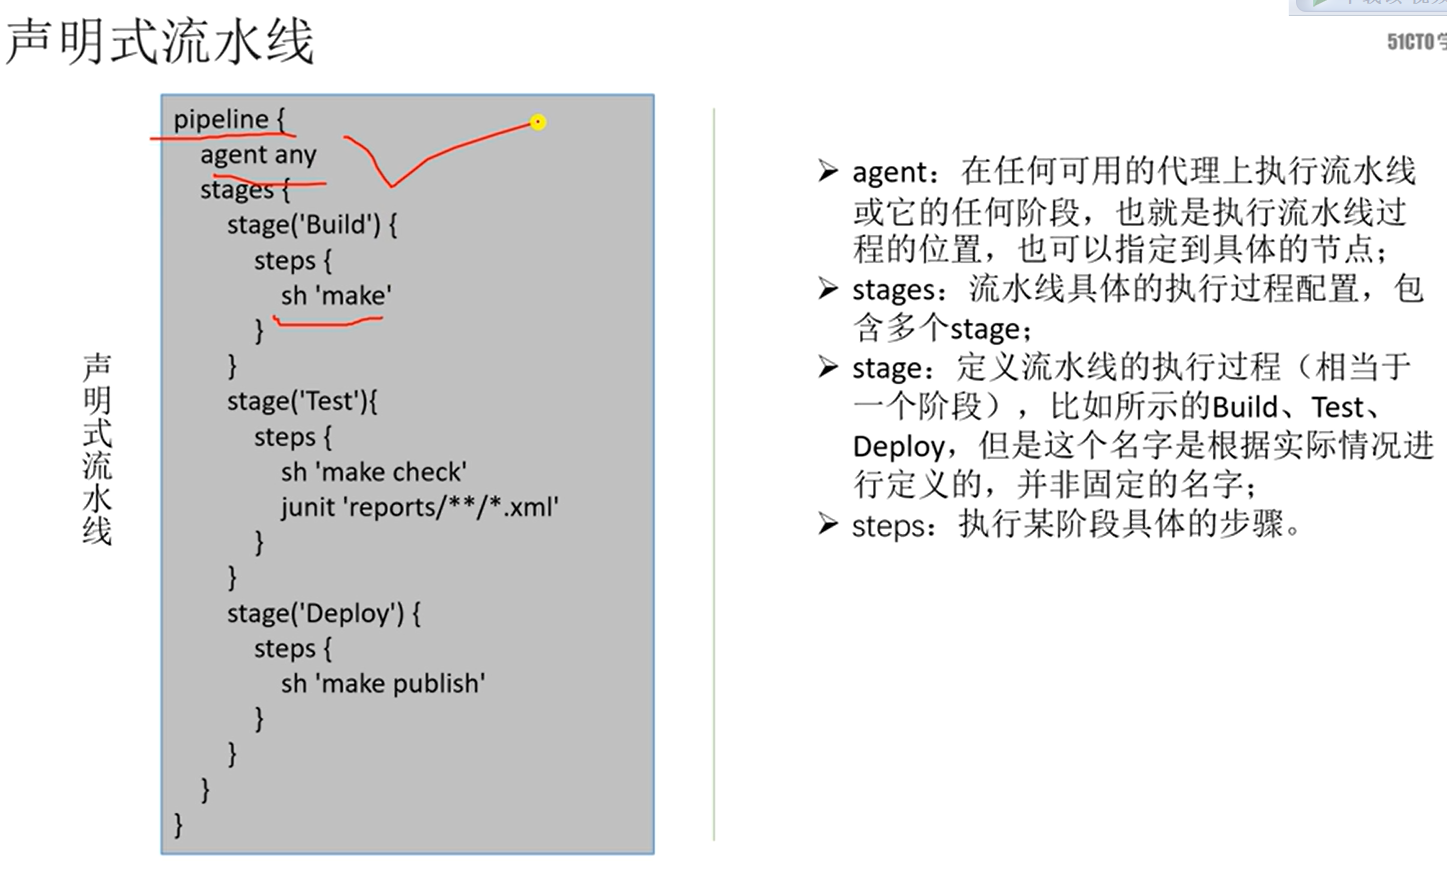 声明式流水线
51CTO
pipeline {
agent any
stages {
stage('Build') {
steps {
sh 'make'
}
}
stage('Test'){
steps {
sh 'make check'
junit 'reports/**/*.xml'
}
}
stage('Deploy') {
steps {
sh 'make publish'
}
}
}
}
声明式流水线
agent：在任何可用的代理上执行流水线
或它的任何阶段，也就是执行流水线过
程的位置，也可以指定到具体的节点；
stages：流水线具体的执行过程配置，包
含多个stage；
stage：定义流水线的执行过程（相当于
一个阶段），比如所示的Build、Test、
Deploy，但是这个名字是根据实际情况进
行定义的，并非固定的名字；
steps：执行某阶段具体的步骤。